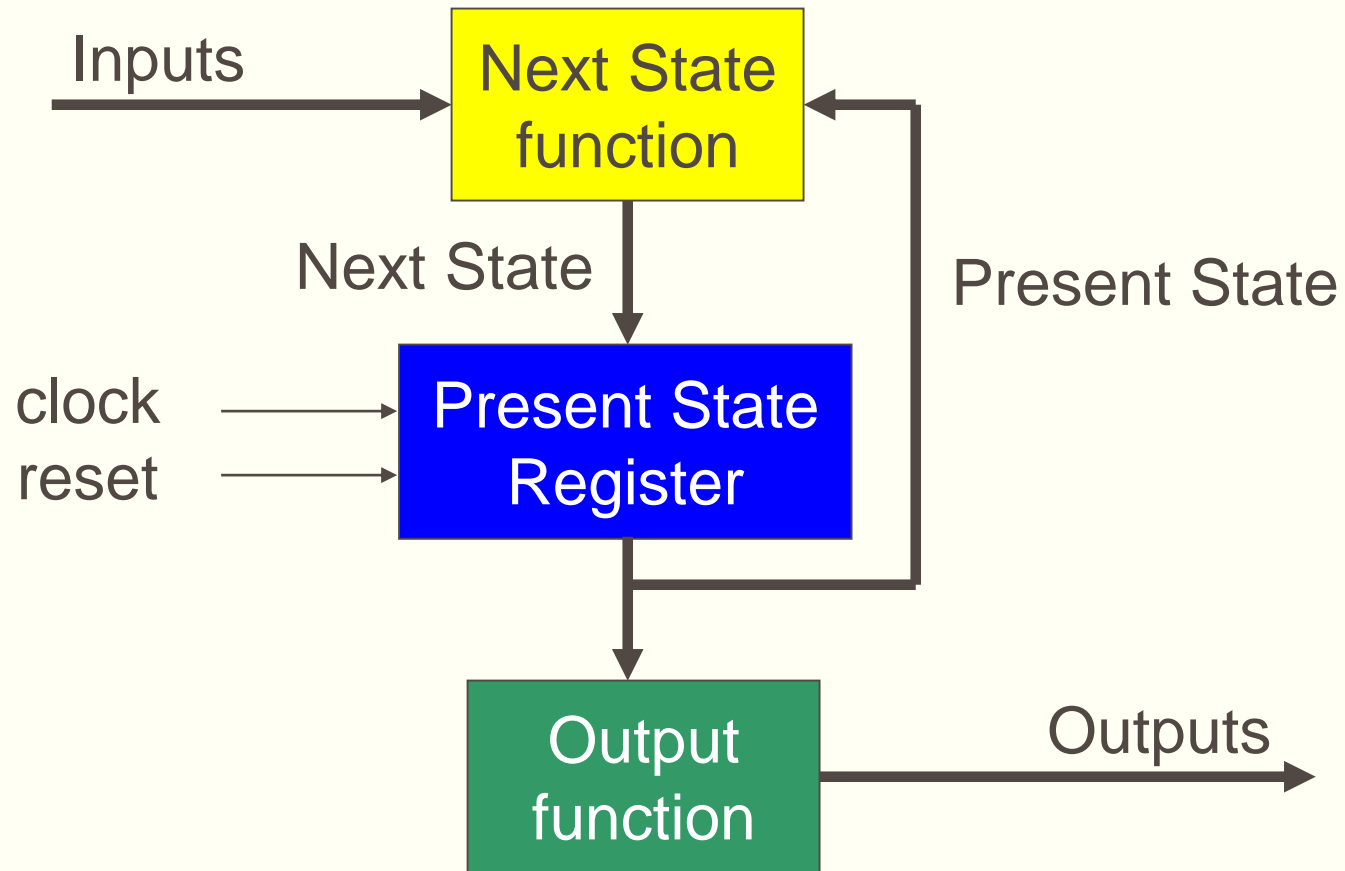 Inputs
Next State
function
Next State
Present State
clock
reset
Present State
Register
Output
function
Outputs